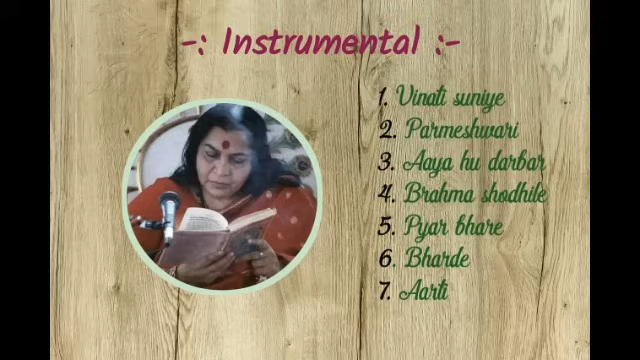 -: Instrumental :-
1. Vinati suniye
2. Parmeshwari
3. Aaya hu darbar
4. Brahma shodhile
5. Pyar bhare
6. Bharde
7. Aarti